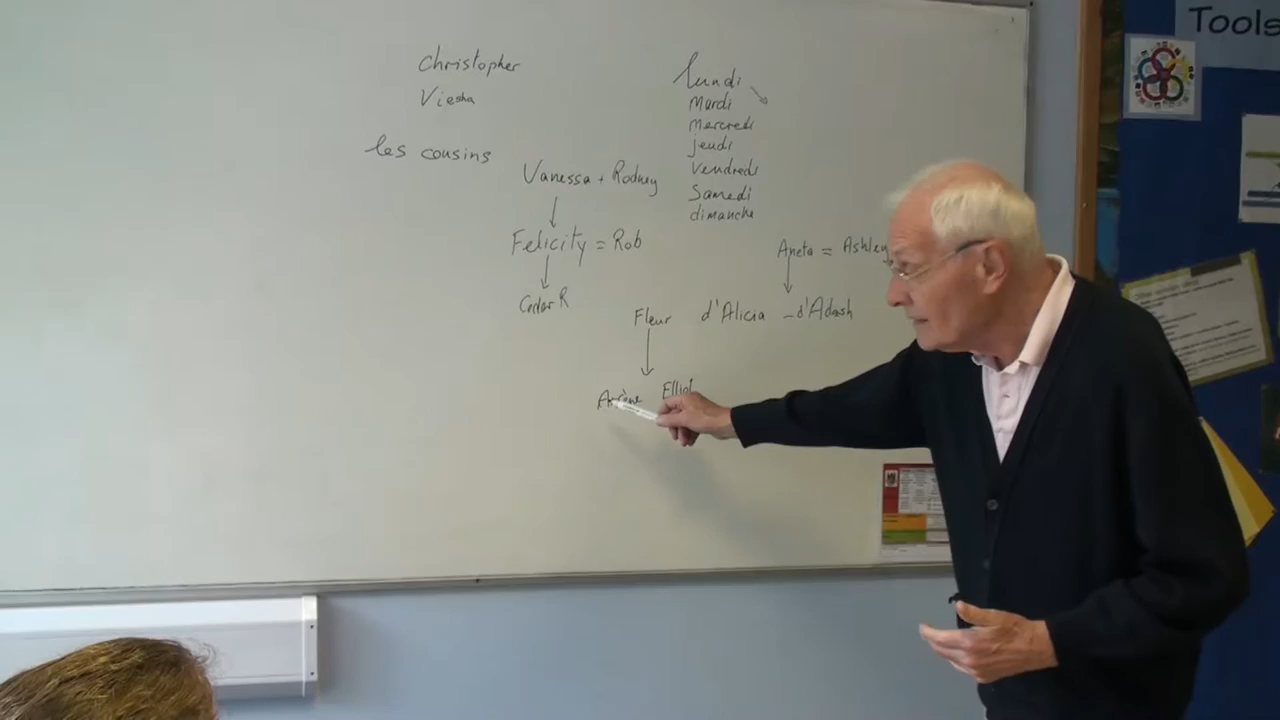 Christopher
Viesha
les cousins
Vanessa + Rodney
Felicity = Rob
Cedar R
lundi
mardi
mercredi
jeudi
vendredi
Samedi
dimanche
Aneta = Ashley
Fleur d'Alicia - d'Adash
Elliot
Tools